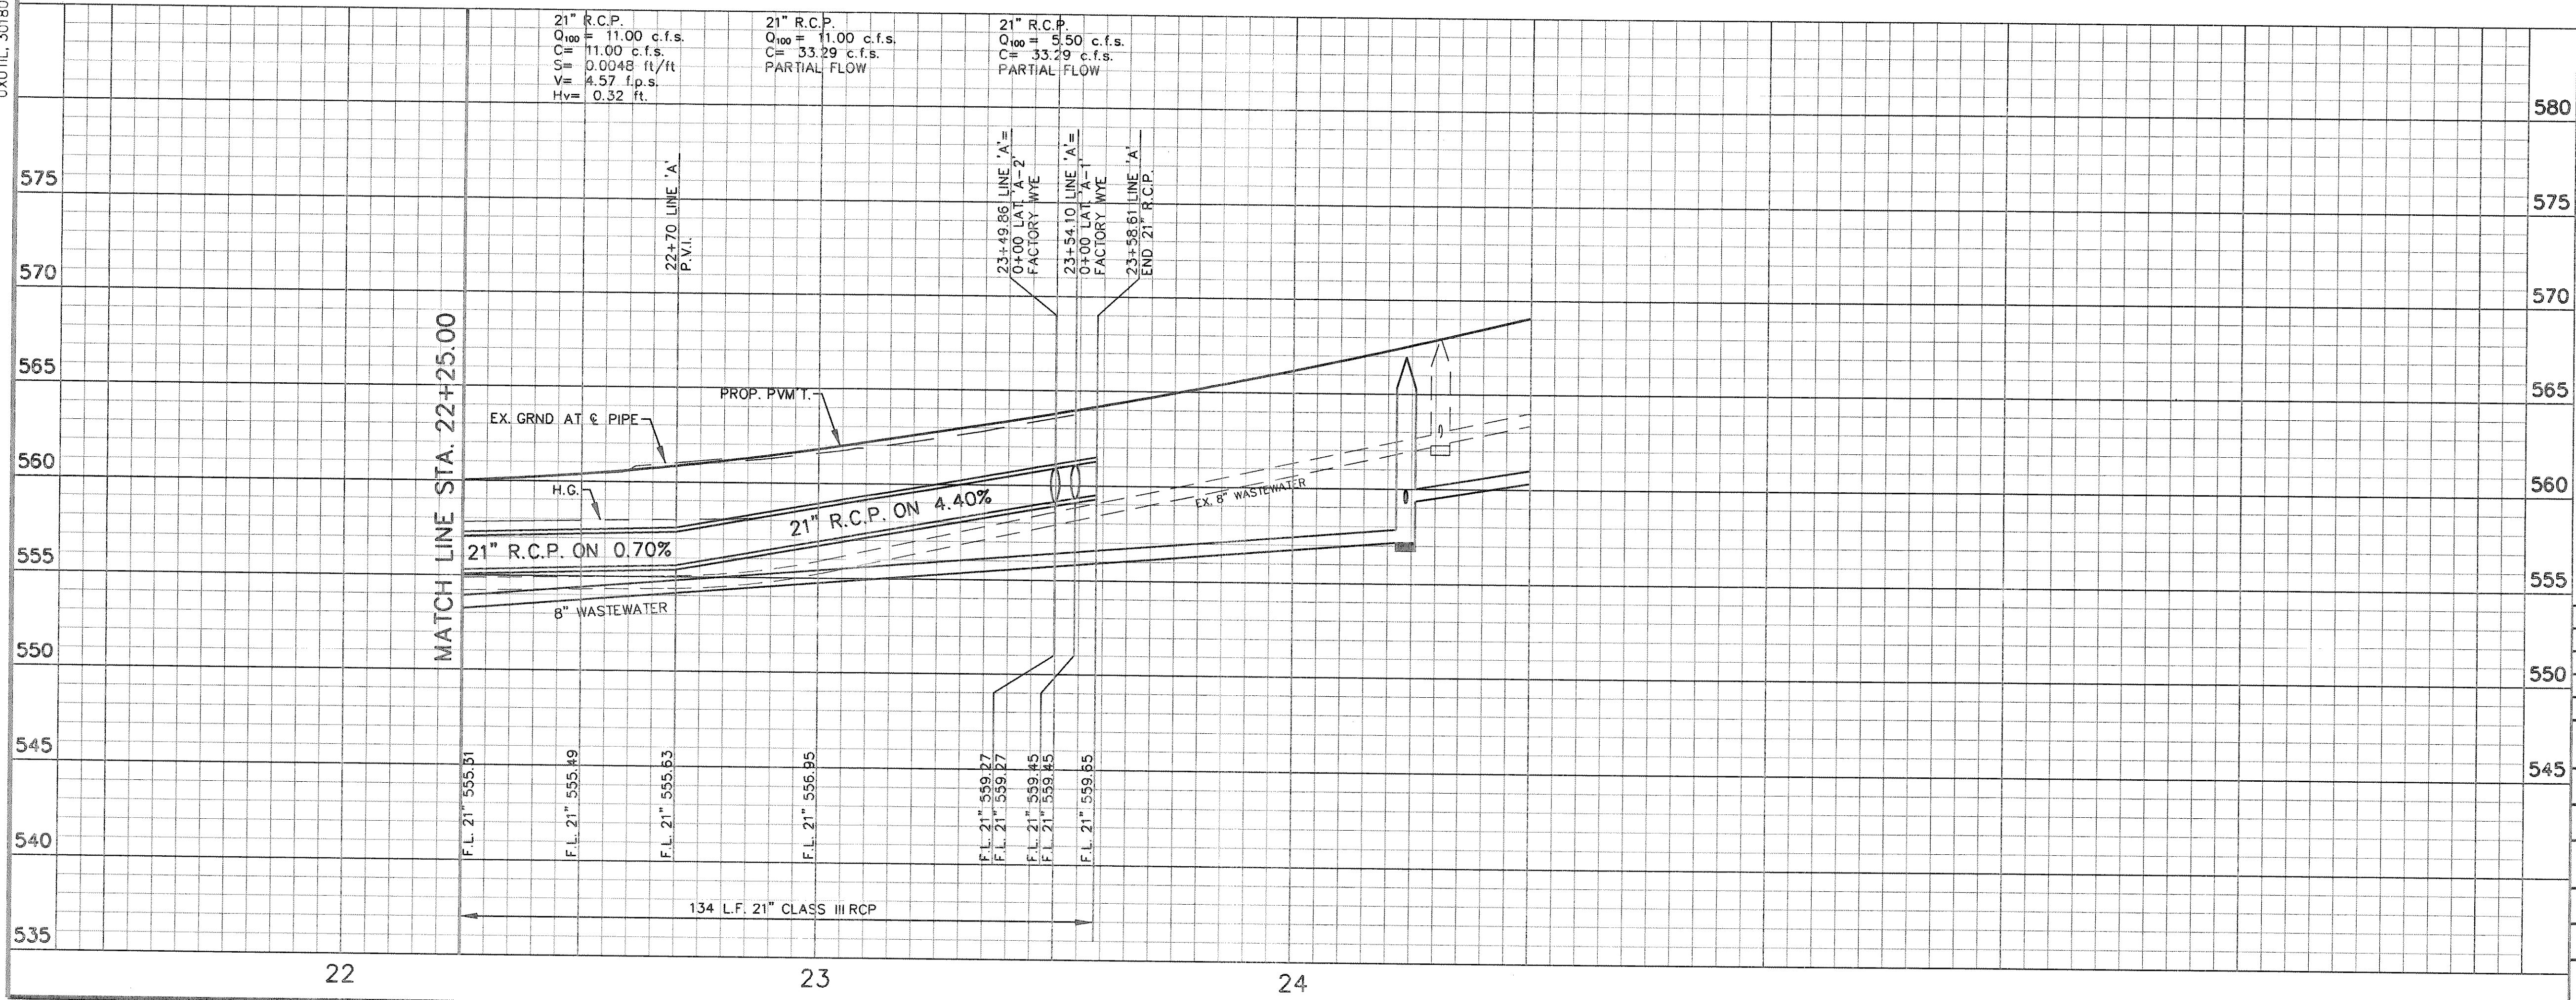 21" R.C.P.
Q100 = 11.00 c.f.s.
C= 11.00 c.f.s.
S= 0.0048 ft/ft
V= 4.57 f.p.s.
Hv= 0.32 ft.
21" R.C.P.
Q100 = 11.00 c.f.s.
C= 33.29 c.f.s.
PARTIAL FLOW
21" R.C.P.
Q100 = 5.50 c.f.s.
C= 33.29 c.f.s.
PARTIAL FLOW
22+70 LINE 'A'
P.V.I.
23+49.86 LINE 'A'=
0+00 LAT. 'A-2'
FACTORY WYE
23+54.10 LINE 'A'=
0+00 LAT. 'A-1'
FACTORY WYE
23+58.61 LINE 'A'
END 21" R.C.P.
575
570
565
560
555
550
545
540
535
580
575
570
565
560
555
550
545
MATCH LINE STA. 22+25.00
PROP. PVM'T.
EX. GRND AT ℄ PIPE
H.G.
21" R.C.P. ON 4.40%
21" R.C.P. ON 0.70%
EX. 8" WASTEWATER
8" WASTEWATER
F.L. 21" 555.31
F.L. 21" 555.49
F.L. 21" 555.63
F.L. 21" 556.95
F.L. 21" 559.27
F.L. 21" 559.27
F.L. 21" 559.45
F.L. 21" 559.45
F.L. 21" 559.65
134 L.F. 21" CLASS III RCP
22
23
24